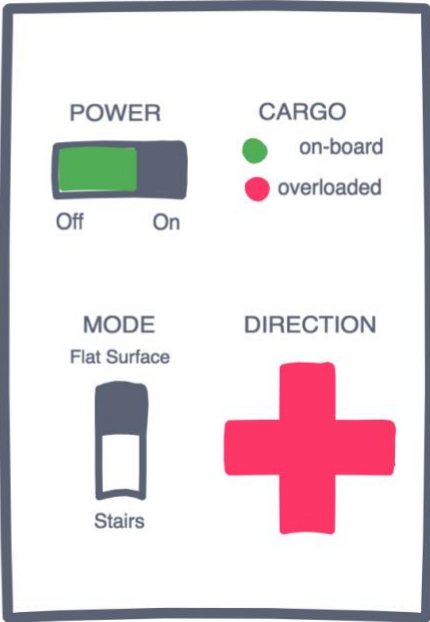 POWER
Off On
CARGO
on-board
overloaded
MODE
Flat Surface
Stairs
DIRECTION